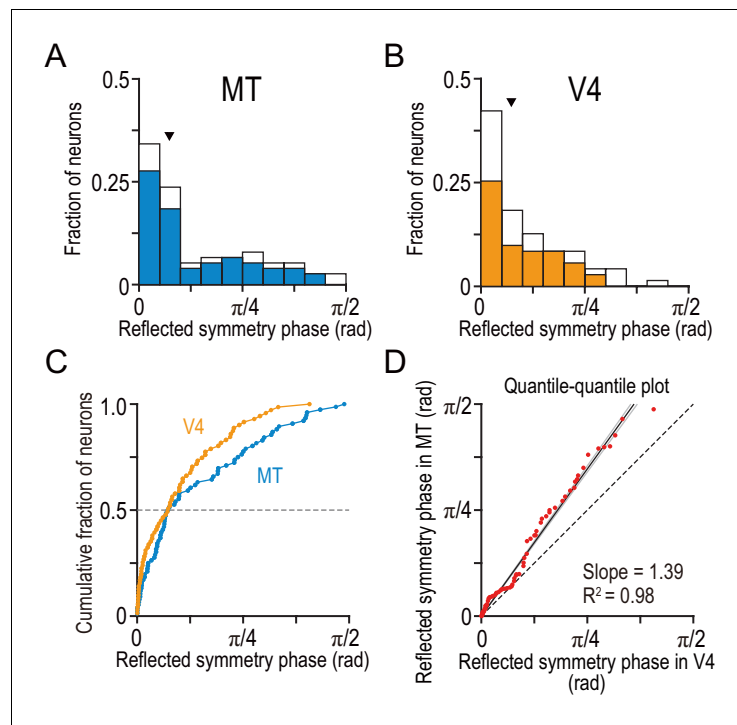 A
MT
0.5
0.25
0
Fraction of neurons
0
π/4
π/2
Reflected symmetry phase (rad)
B
V4
0.5
0.25
0
Fraction of neurons
0
π/4
π/2
Reflected symmetry phase (rad)
C
1.0
0.5
0
Cumulative fraction of neurons
V4
MT
0
π/4
π/2
Reflected symmetry phase (rad)
D
Quantile-quantile plot
π/2
π/4
0
Reflected symmetry phase in MT (rad)
Slope = 1.39
R² = 0.98
0
π/4
π/2
Reflected symmetry phase in V4
(rad)